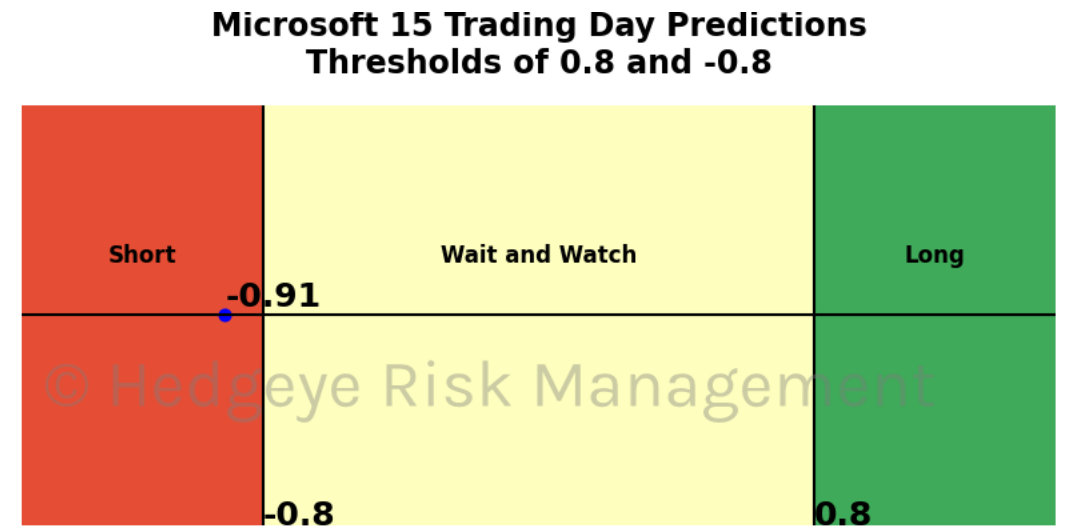 Microsoft 15 Trading Day Predictions
Thresholds of 0.8 and -0.8
Short
Wait and Watch
Long
-0.91
© Hedgeye Risk Management
-0.8
0.8